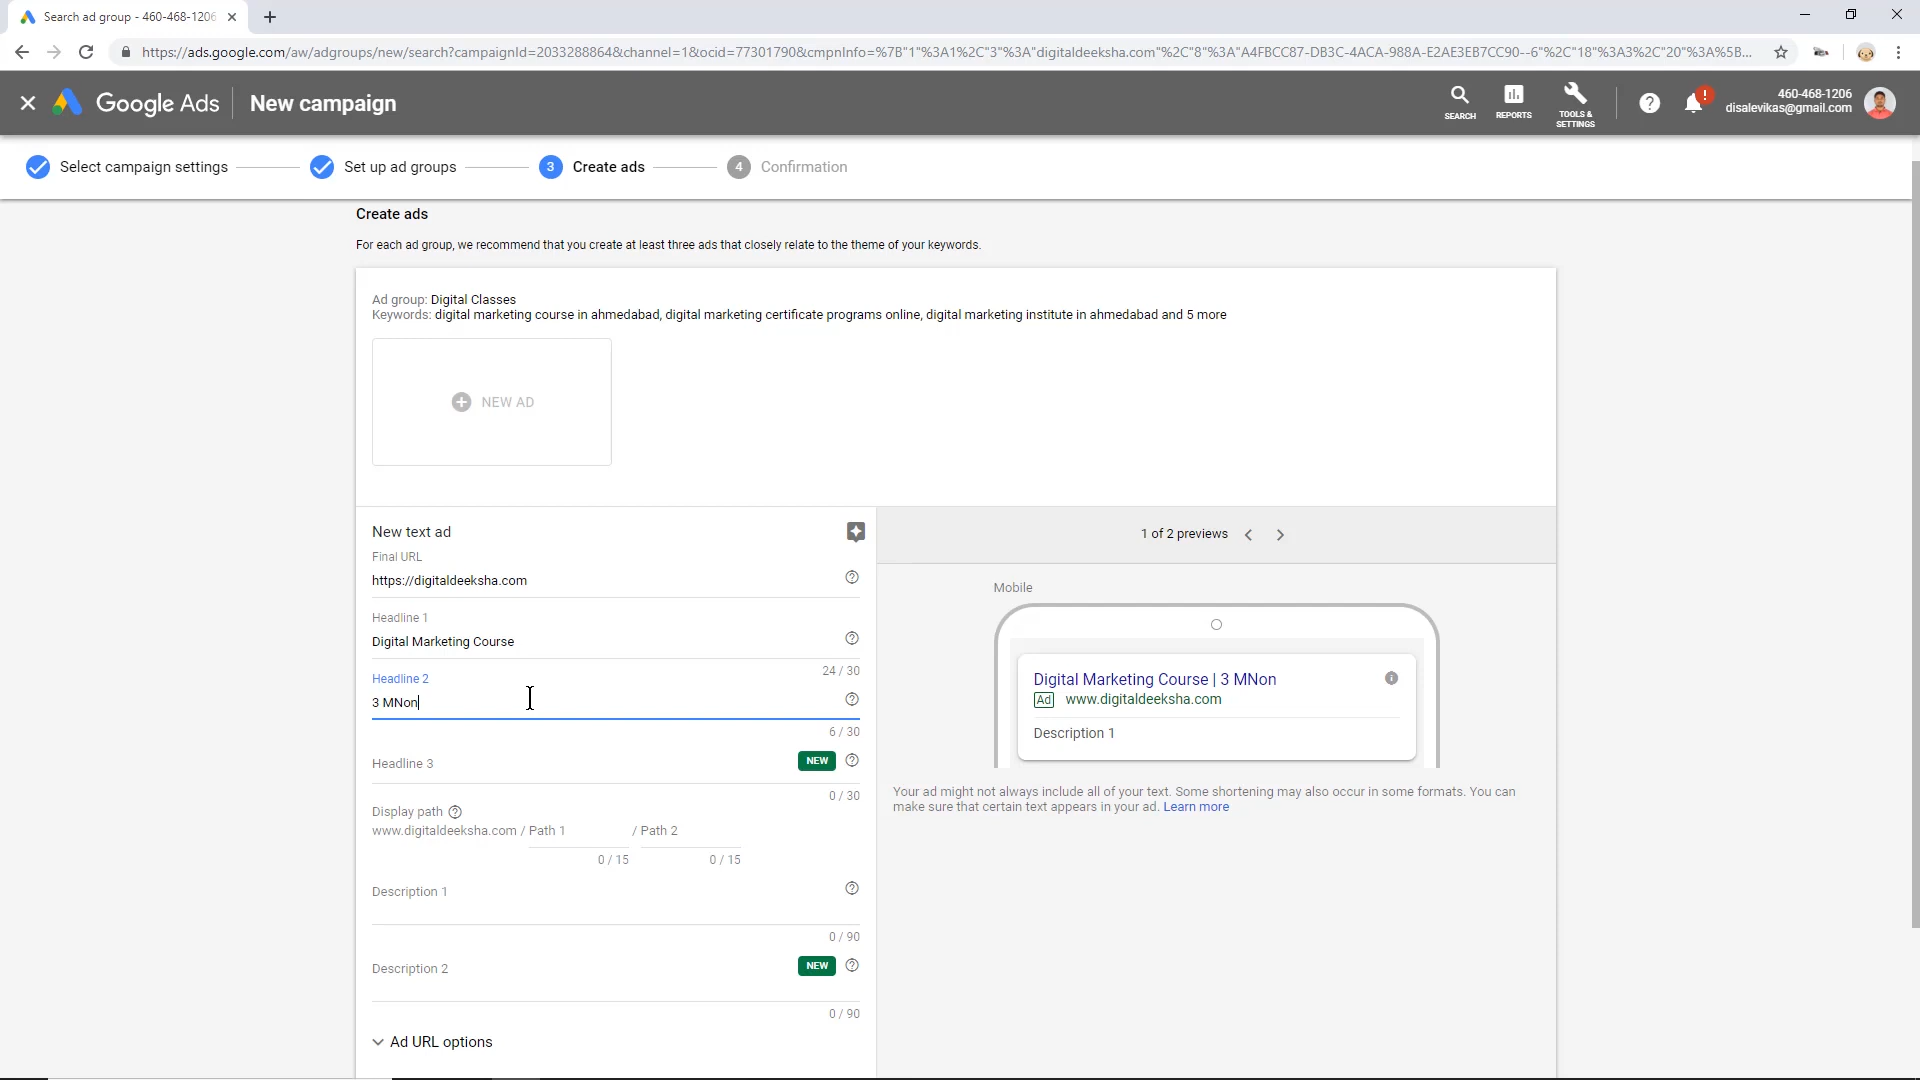 Search ad group - 460-468-1206
https://ads.google.com/aw/adgroups/new/search?campaignId=2033288864&channel=1&ocid=77301790&cmpnInfo=%7B"1"%3A1%2C"3"%3A"digitaldeeksha.com"%2C"8"%3A"A4FBCC87-DB3C-4ACA-988A-E2AE3EB7CC90--6"%2C"18"%3A3%2C"20"%3A%5B...
Google Ads
New campaign
SEARCH
REPORTS
TOOLS &
SETTINGS
?
!
460-468-1206
disalevikas@gmail.com
Select campaign settings
Set up ad groups
3 Create ads
4 Confirmation
Create ads
For each ad group, we recommend that you create at least three ads that closely relate to the theme of your keywords.
Ad group: Digital Classes
Keywords: digital marketing course in ahmedabad, digital marketing certificate programs online, digital marketing institute in ahmedabad and 5 more
NEW AD
New text ad
1 of 2 previews
Final URL
https://digitaldeeksha.com
Mobile
Headline 1
Digital Marketing Course
24 / 30
Headline 2
3 MNon
6 / 30
Digital Marketing Course | 3 MNon
Ad www.digitaldeeksha.com
Description 1
Headline 3
NEW
0 / 30
Your ad might not always include all of your text. Some shortening may also occur in some formats. You can
make sure that certain text appears in your ad. Learn more
Display path
www.digitaldeeksha.com / Path 1 / Path 2
0 / 15 0 / 15
Description 1
0 / 90
Description 2
NEW
0 / 90
Ad URL options